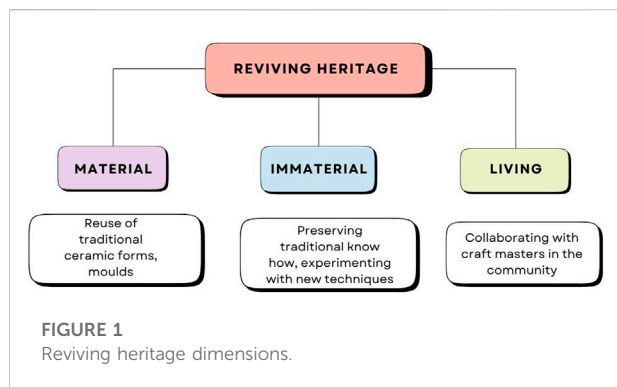 REVIVING HERITAGE
MATERIAL
IMMATERIAL
LIVING
Reuse of
traditional
ceramic forms,
moulds
Preserving
traditional know
how, experimenting
with new techniques
Collaborating with
craft masters in the
community
FIGURE 1
Reviving heritage dimensions.